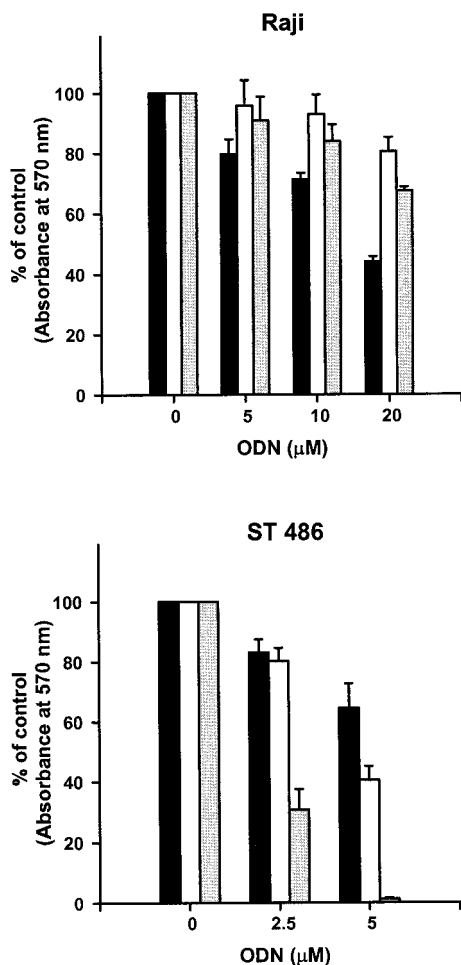 Raji
% of control
(Absorbance at 570 nm)
100
80
60
40
20
0
0 5 10 20
ODN (µM)
ST 486
% of control
(Absorbance at 570 nm)
100
80
60
40
20
0
0 2.5 5
ODN (µM)